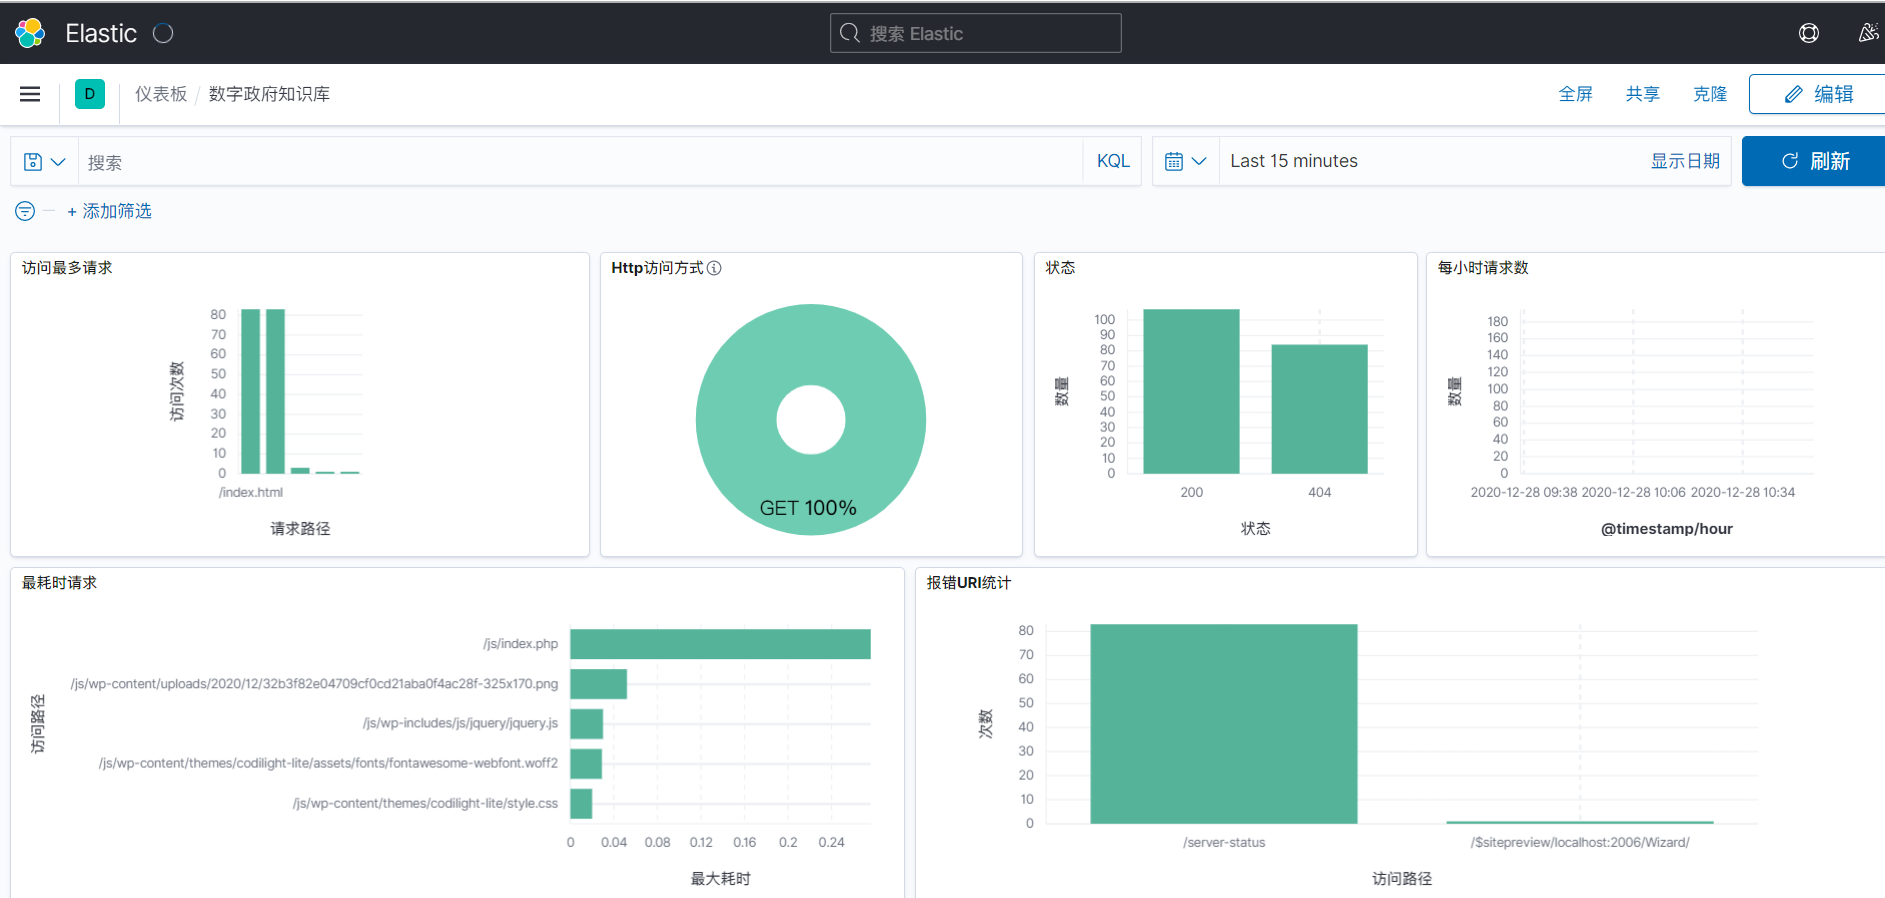 Elastic
搜索 Elastic
D
仪表板 / 数字政府知识库
全屏
共享
克隆
编辑
搜索
KQL
Last 15 minutes
显示日期
刷新
+ 添加筛选
访问最多请求
80
70
60
50
40
30
20
10
0
访问次数
/index.html
请求路径
Http访问方式
GET 100%
状态
100
90
80
70
60
50
40
30
20
10
0
数量
200
404
状态
每小时请求数
180
160
140
120
100
80
60
40
20
0
数量
2020-12-28 09:38 2020-12-28 10:06 2020-12-28 10:34
@timestamp/hour
最耗时请求
访问路径
/js/index.php
/js/wp-content/uploads/2020/12/32b3f82e04709cf0cd21aba0f4ac28f-325x170.png
/js/wp-includes/js/jquery/jquery.js
/js/wp-content/themes/codilight-lite/assets/fonts/fontawesome-webfont.woff2
/js/wp-content/themes/codilight-lite/style.css
0 0.04 0.08 0.12 0.16 0.2 0.24
最大耗时
报错URI统计
80
70
60
50
40
30
20
10
0
次数
/server-status
/$sitepreview/localhost:2006/Wizard/
访问路径